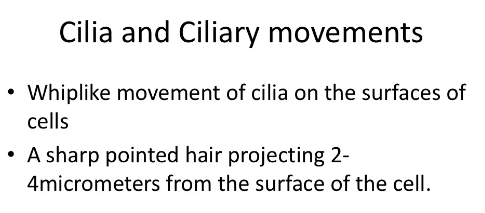 Cilia and Ciliary movements
• Whiplike movement of cilia on the surfaces of
cells
• A sharp pointed hair projecting 2-
4micrometers from the surface of the cell.